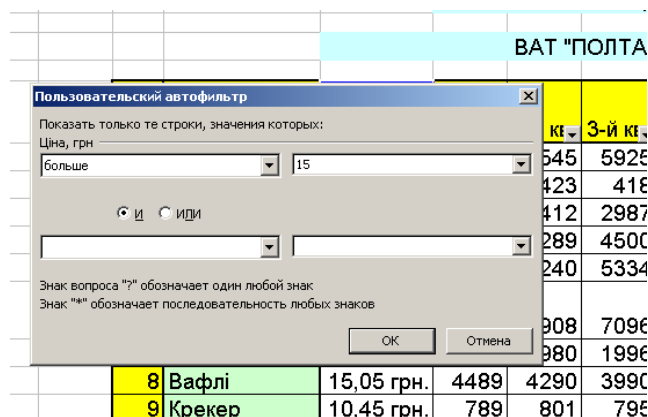 ВАТ "ПОЛТА
Пользовательский автофильтр
Показать только те строки, значения которых:
Ціна, грн
больше 15
И ИЛИ
Знак вопроса "?" обозначает один любой знак
Знак "*" обозначает последовательность любых знаков
ОК Отмена
кв 3-й кв
545 5925
423 418
412 2987
289 4500
240 5334
908 7096
980 1996
8 Вафлі 15,05 грн. 4489 4290 3990
9 Крекер 10,45 грн. 789 801 795